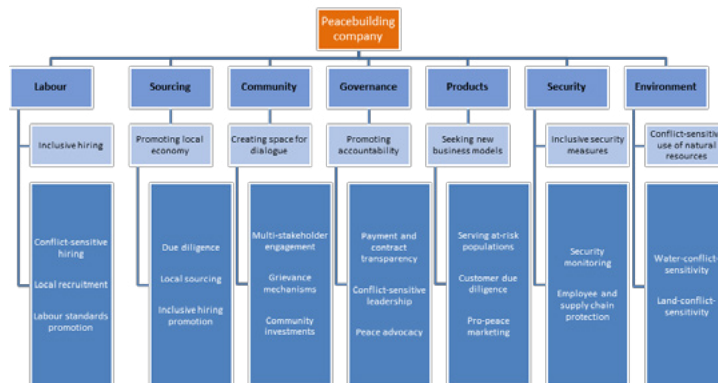 Peacebuilding
company
Labour
Sourcing
Community
Governance
Products
Security
Environment
Inclusive hiring
Promoting local
economy
Creating space for
dialogue
Promoting
accountability
Seeking new
business models
Inclusive security
measures
Conflict-sensitive
use of natural
resources
Conflict-sensitive
hiring
Local recruitment
Labour standards
promotion
Due diligence
Local sourcing
Inclusive hiring
promotion
Multi-stakeholder
engagement
Grievance
mechanisms
Community
investments
Payment and
contract
transparency
Conflict-sensitive
leadership
Peace advocacy
Serving at-risk
populations
Customer due
diligence
Pro-peace
marketing
Security
monitoring
Employee and
supply chain
protection
Water-conflict-
sensitivity
Land-conflict-
sensitivity